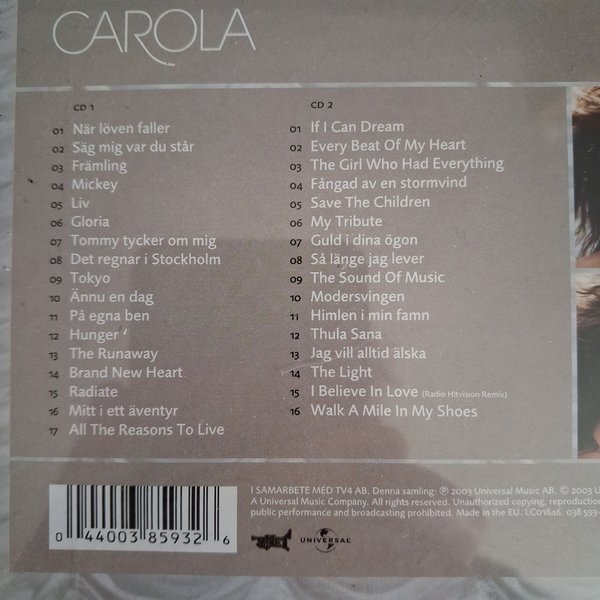 CAROLA
CD 1
01 När löven faller
02 Säg mig var du står
03 Främling
04 Mickey
05 Liv
06 Gloria
07 Tommy tycker om mig
08 Det regnar i Stockholm
09 Tokyo
10 Ännu en dag
11 På egna ben
12 Hunger
13 The Runaway
14 Brand New Heart
15 Radiate
16 Mitt i ett äventyr
17 All The Reasons To Live
CD 2
01 If I Can Dream
02 Every Beat Of My Heart
03 The Girl Who Had Everything
04 Fångad av en stormvind
05 Save The Children
06 My Tribute
07 Guld i dina ögon
08 Så länge jag lever
09 The Sound Of Music
10 Modersvingen
11 Himlen i min famn
12 Thula Sana
13 Jag vill alltid älska
14 The Light
15 I Believe In Love (Radio Hitvision Remix)
16 Walk A Mile In My Shoes
I SAMARBETE MED TV4 AB. Denna samling: ℗ 2003 Universal Music AB. © 2003 U
A Universal Music Company. All rights reserved. Unauthorized copying, reproduction
public performance and broadcasting prohibited. Made in the EU. LC01846. 038 593-
0 44003 85932 6
UNIVERSAL